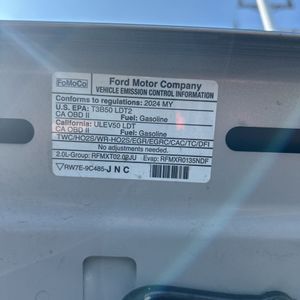 FoMoCo
Ford Motor Company
VEHICLE EMISSION CONTROL INFORMATION
Conforms to regulations: 2024 MY
U.S. EPA: T3B50 LDT2
CA OBD II Fuel: Gasoline
California: ULEV50 LDT
CA OBD II Fuel: Gasoline
TWC/HO2S/WR-HO2S/EGR/EGRC/CAC/TC/DFI
No adjustments needed.
2.0L-Group: RFMXT02.02JU Evap: RFMXR0135NDF
RW7E-9C485-JNC